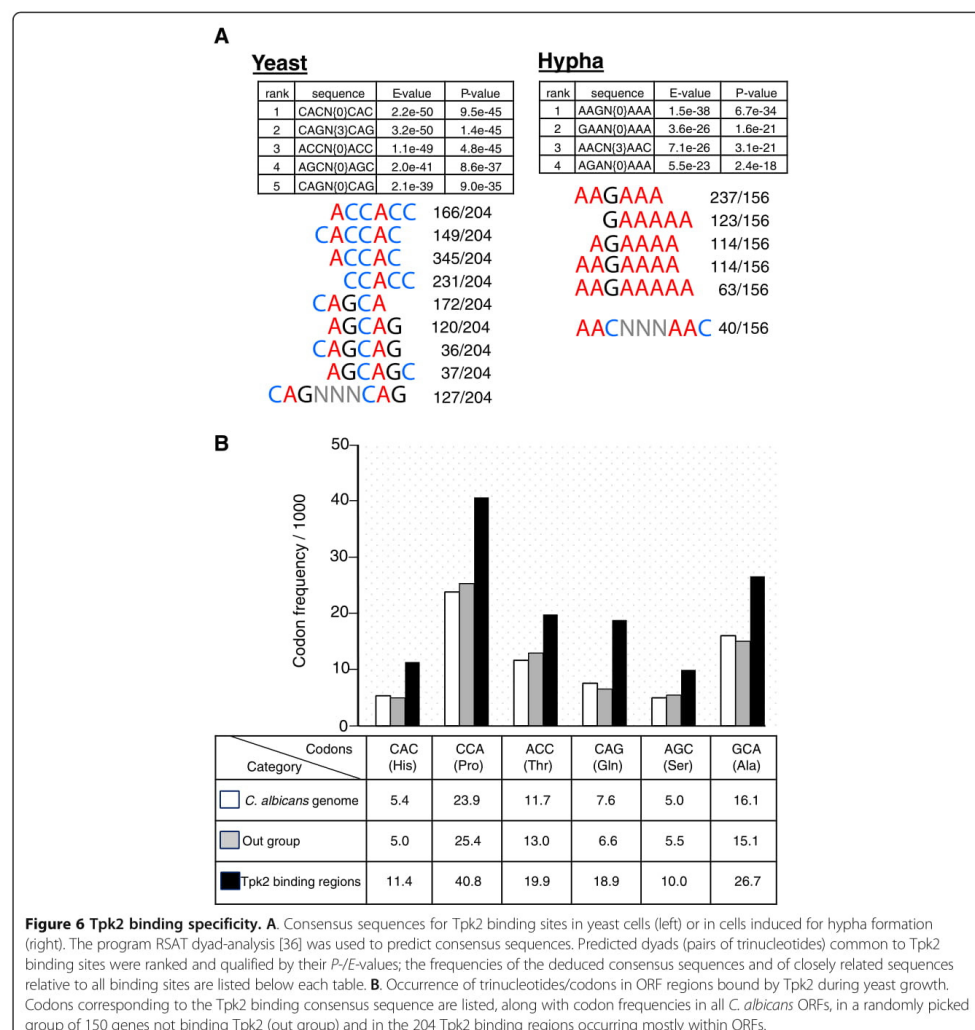 A
Yeast
rank sequence E-value P-value
1 CACN{0}CAC 2.2e-50 9.5e-45
2 CAGN{3}CAG 3.2e-50 1.4e-45
3 ACCN{0}ACC 1.1e-49 4.8e-45
4 AGCN{0}AGC 2.0e-41 8.6e-37
5 CAGN{0}CAG 2.1e-39 9.0e-35
ACCACC 166/204
CACCAC 149/204
ACCAC 345/204
CCACC 231/204
CAGCA 172/204
AGCAG 120/204
CAGCAG 36/204
AGCAGC 37/204
CAGNNNCAG 127/204
Hypha
rank sequence E-value P-value
1 AAGN{0}AAA 1.5e-38 6.7e-34
2 GAAN{0}AAA 3.6e-26 1.6e-21
3 AACN{3}AAC 7.1e-26 3.1e-21
4 AGAN{0}AAA 5.5e-23 2.4e-18
AAGAAA 237/156
GAAAAA 123/156
AGAAAA 114/156
AAGAAAA 114/156
AAGAAAAA 63/156
AACNNNAAC 40/156
B
Codon frequency / 1000
50
40
30
20
10
0
Codons CAC CCA ACC CAG AGC GCA
Category (His) (Pro) (Thr) (Gln) (Ser) (Ala)
C. albicans genome 5.4 23.9 11.7 7.6 5.0 16.1
Out group 5.0 25.4 13.0 6.6 5.5 15.1
Tpk2 binding regions 11.4 40.8 19.9 18.9 10.0 26.7
Figure 6 Tpk2 binding specificity. A. Consensus sequences for Tpk2 binding sites in yeast cells (left) or in cells induced for hypha formation
(right). The program RSAT dyad-analysis [36] was used to predict consensus sequences. Predicted dyads (pairs of trinucleotides) common to Tpk2
binding sites were ranked and qualified by their P-/E-values; the frequencies of the deduced consensus sequences and of closely related sequences
relative to all binding sites are listed below each table. B. Occurrence of trinucleotides/codons in ORF regions bound by Tpk2 during yeast growth.
Codons corresponding to the Tpk2 binding consensus sequence are listed, along with codon frequencies in all C. albicans ORFs, in a randomly picked
group of 150 genes not binding Tpk2 (out group) and in the 204 Tpk2 binding regions occurring mostly within ORFs.